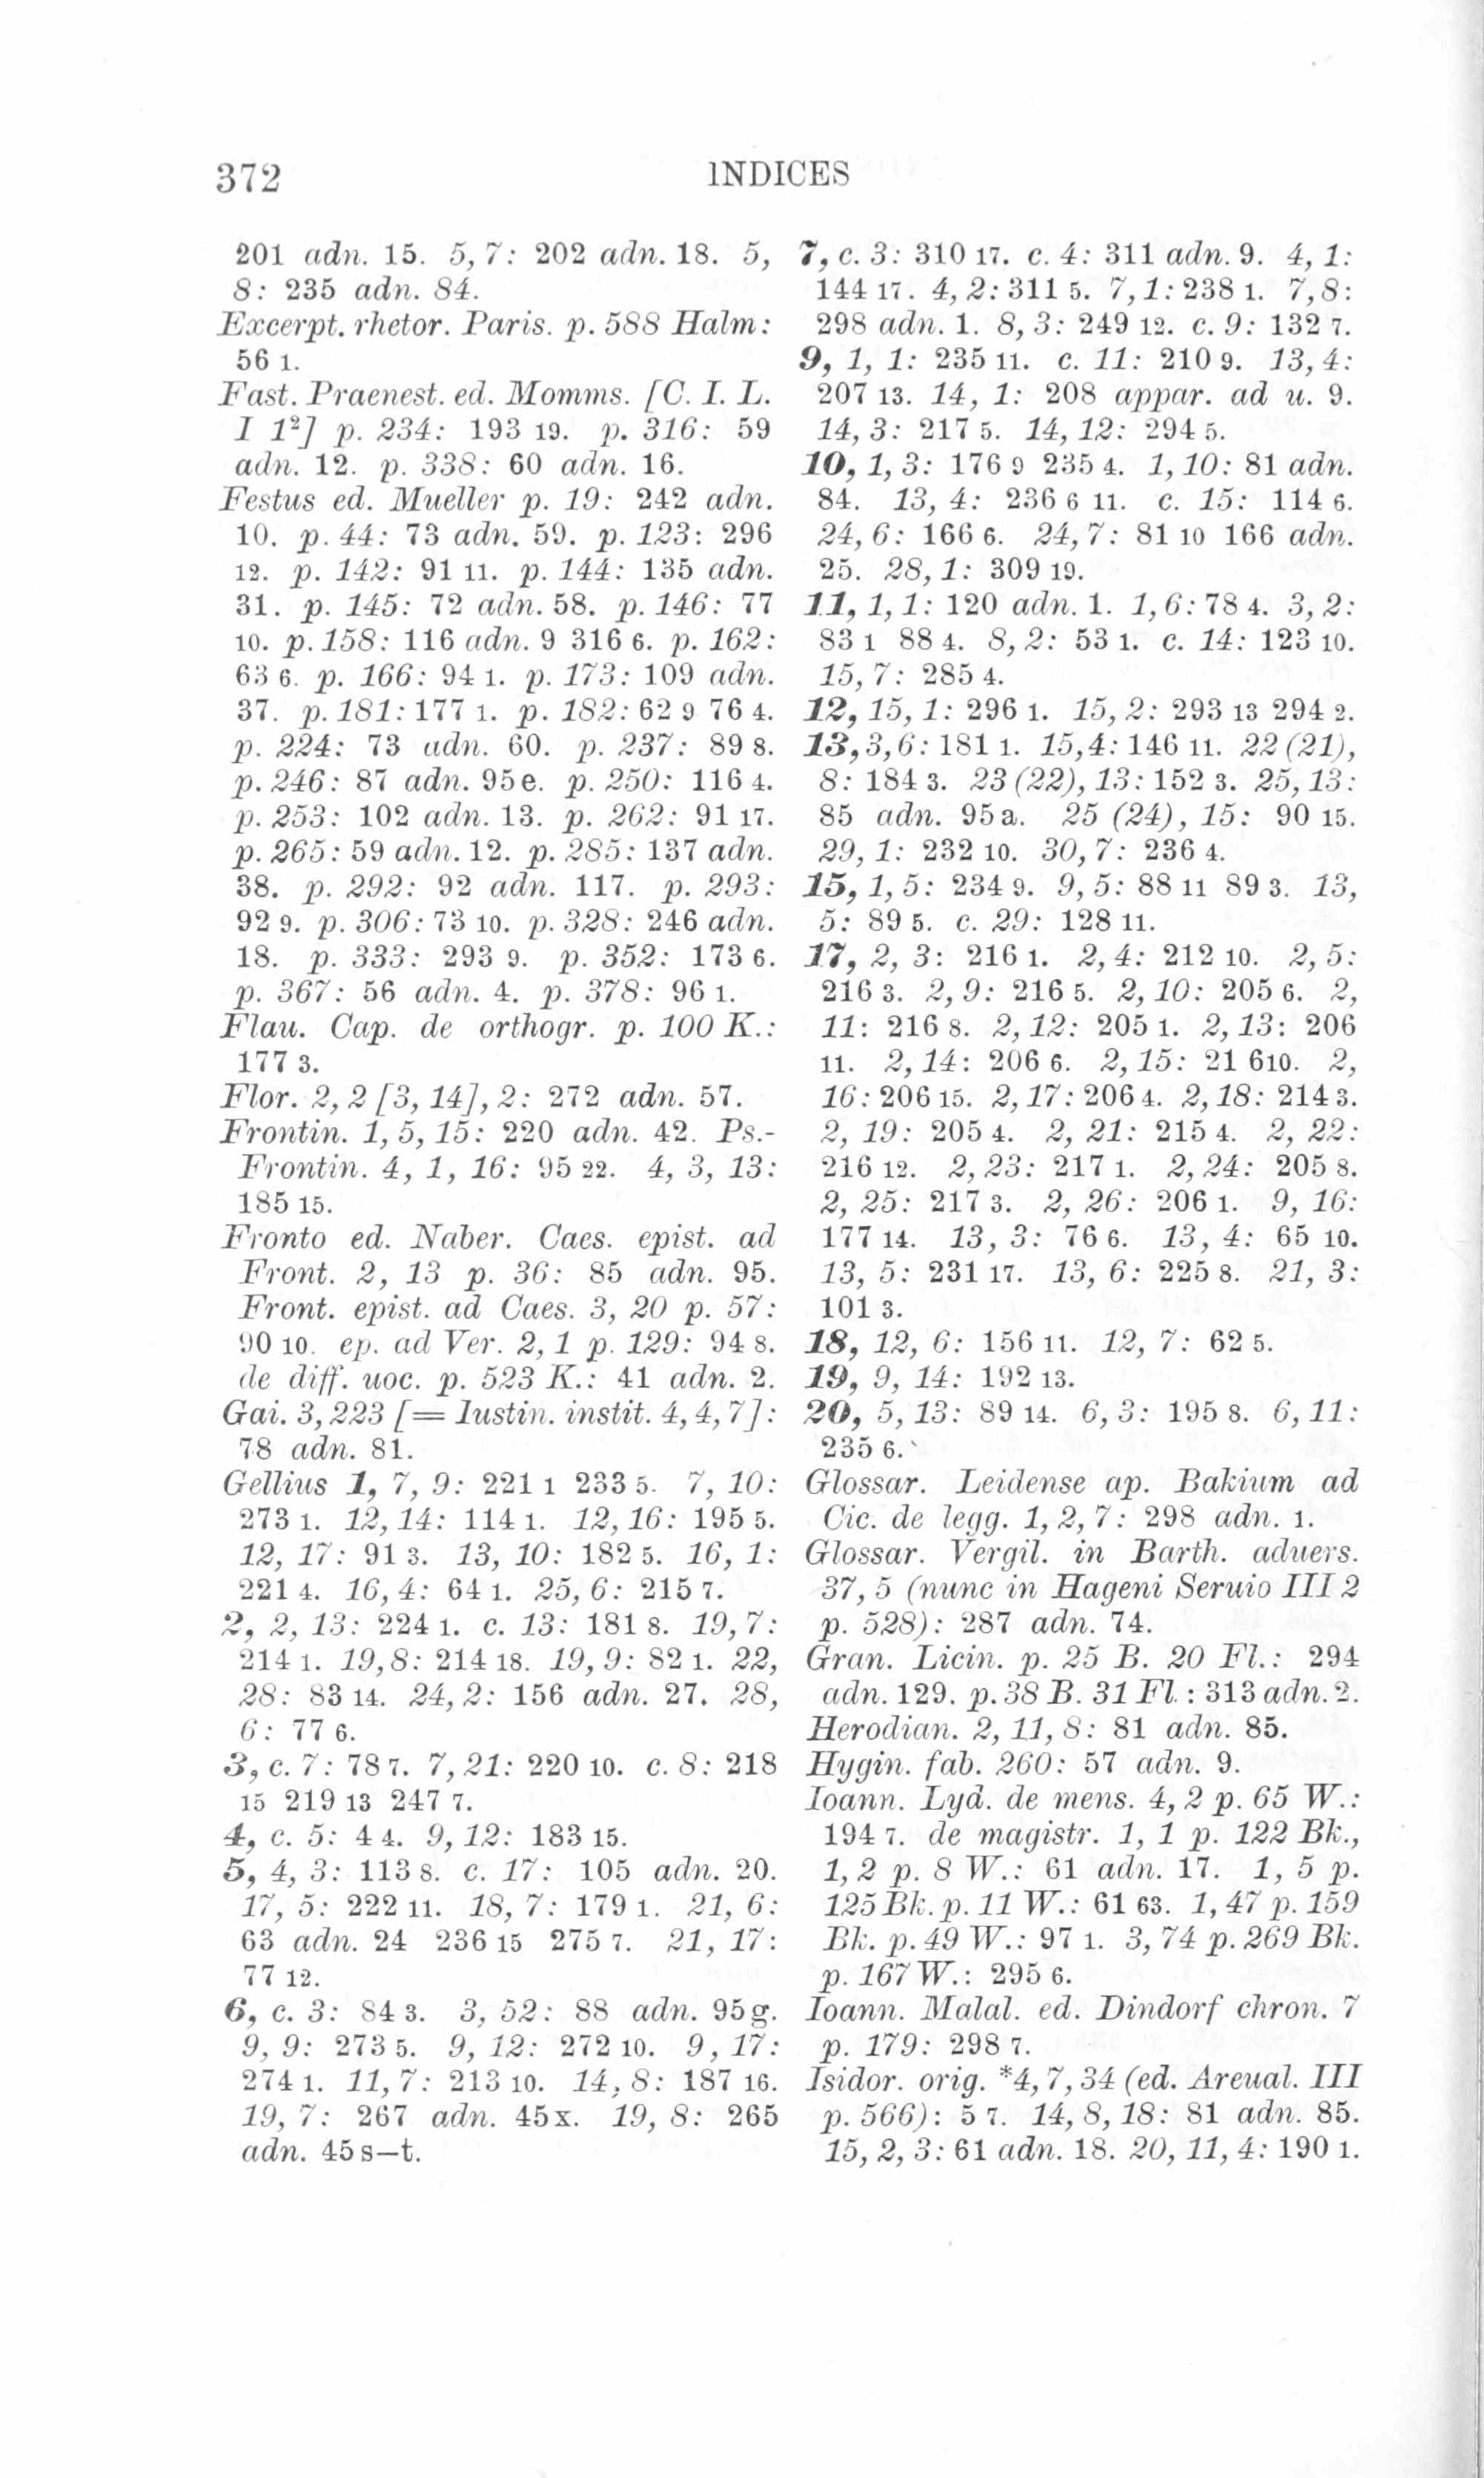 372
INDICES
201 adn. 15. 5, 7: 202 adn. 18. 5,
8: 235 adn. 84.
Excerpt. rhetor. Paris. p. 588 Halm:
56 1.
Fast. Praenest. ed. Momms. [C. I. L.
I 1²] p. 234: 193 19. p. 316: 59
adn. 12. p. 338: 60 adn. 16.
Festus ed. Mueller p. 19: 242 adn.
10. p. 44: 73 adn. 59. p. 123: 296
12. p. 142: 91 11. p. 144: 135 adn.
31. p. 145: 72 adn. 58. p. 146: 77
10. p. 158: 116 adn. 9 316 6. p. 162:
63 6. p. 166: 94 1. p. 173: 109 adn.
37. p. 181: 177 1. p. 182: 62 9 76 4.
p. 224: 73 adn. 60. p. 237: 89 8.
p. 246: 87 adn. 95e. p. 250: 116 4.
p. 253: 102 adn. 13. p. 262: 91 17.
p. 265: 59 adn. 12. p. 285: 137 adn.
38. p. 292: 92 adn. 117. p. 293:
92 9. p. 306: 73 10. p. 328: 246 adn.
18. p. 333: 293 9. p. 352: 173 6.
p. 367: 56 adn. 4. p. 378: 96 1.
Flau. Cap. de orthogr. p. 100 K.:
177 3.
Flor. 2, 2 [3, 14], 2: 272 adn. 57.
Frontin. 1, 5, 15: 220 adn. 42. Ps.-
Frontin. 4, 1, 16: 95 22. 4, 3, 13:
185 15.
Fronto ed. Naber. Caes. epist. ad
Front. 2, 13 p. 36: 85 adn. 95.
Front. epist. ad Caes. 3, 20 p. 57:
90 10. ep. ad Ver. 2, 1 p. 129: 94 8.
de diff. uoc. p. 523 K.: 41 adn. 2.
Gai. 3, 223 [= Iustin. instit. 4, 4, 7]:
78 adn. 81.
Gellius 1, 7, 9: 221 1 233 5. 7, 10:
273 1. 12, 14: 114 1. 12, 16: 195 5.
12, 17: 91 3. 13, 10: 182 5. 16, 1:
221 4. 16, 4: 64 1. 25, 6: 215 7.
2, 2, 13: 224 1. c. 13: 181 8. 19, 7:
214 1. 19, 8: 214 18. 19, 9: 82 1. 22,
28: 83 14. 24, 2: 156 adn. 27. 28,
6: 77 6.
3, c. 7: 78 7. 7, 21: 220 10. c. 8: 218
15 219 13 247 7.
4, c. 5: 4 4. 9, 12: 183 15.
5, 4, 3: 113 8. c. 17: 105 adn. 20.
17, 5: 222 11. 18, 7: 179 1. 21, 6:
63 adn. 24 236 15 275 7. 21, 17:
77 12.
6, c. 3: 84 3. 3, 52: 88 adn. 95g.
9, 9: 273 5. 9, 12: 272 10. 9, 17:
274 1. 11, 7: 213 10. 14, 8: 187 16.
19, 7: 267 adn. 45x. 19, 8: 265
adn. 45 s–t.
7, c. 3: 310 17. c. 4: 311 adn. 9. 4, 1:
144 17. 4, 2: 311 5. 7, 1: 238 1. 7, 8:
298 adn. 1. 8, 3: 249 12. c. 9: 132 7.
9, 1, 1: 235 11. c. 11: 210 9. 13, 4:
207 13. 14, 1: 208 appar. ad u. 9.
14, 3: 217 5. 14, 12: 294 5.
10, 1, 3: 176 9 235 4. 1, 10: 81 adn.
84. 13, 4: 236 6 11. c. 15: 114 6.
24, 6: 166 6. 24, 7: 81 10 166 adn.
25. 28, 1: 309 19.
11, 1, 1: 120 adn. 1. 1, 6: 78 4. 3, 2:
83 1 88 4. 8, 2: 53 1. c. 14: 123 10.
15, 7: 285 4.
12, 15, 1: 296 1. 15, 2: 293 13 294 2.
13, 3, 6: 181 1. 15, 4: 146 11. 22 (21),
8: 184 3. 23 (22), 13: 152 3. 25, 13:
85 adn. 95a. 25 (24), 15: 90 15.
29, 1: 232 10. 30, 7: 236 4.
15, 1, 5: 234 9. 9, 5: 88 11 89 3. 13,
5: 89 5. c. 29: 128 11.
17, 2, 3: 216 1. 2, 4: 212 10. 2, 5:
216 3. 2, 9: 216 5. 2, 10: 205 6. 2,
11: 216 8. 2, 12: 205 1. 2, 13: 206
11. 2, 14: 206 6. 2, 15: 21 610. 2,
16: 206 15. 2, 17: 206 4. 2, 18: 214 3.
2, 19: 205 4. 2, 21: 215 4. 2, 22:
216 12. 2, 23: 217 1. 2, 24: 205 8.
2, 25: 217 3. 2, 26: 206 1. 9, 16:
177 14. 13, 3: 76 6. 13, 4: 65 10.
13, 5: 231 17. 13, 6: 225 8. 21, 3:
101 3.
18, 12, 6: 156 11. 12, 7: 62 5.
19, 9, 14: 192 13.
20, 5, 13: 89 14. 6, 3: 195 8. 6, 11:
235 6.
Glossar. Leidense ap. Bakium ad
Cic. de legg. 1, 2, 7: 298 adn. 1.
Glossar. Vergil. in Barth. aduers.
37, 5 (nunc in Hageni Seruio III 2
p. 528): 287 adn. 74.
Gran. Licin. p. 25 B. 20 Fl.: 294
adn. 129. p. 38 B. 31 Fl.: 313 adn. 2.
Herodian. 2, 11, 8: 81 adn. 85.
Hygin. fab. 260: 57 adn. 9.
Ioann. Lyd. de mens. 4, 2 p. 65 W.:
194 7. de magistr. 1, 1 p. 122 Bk.,
1, 2 p. 8 W.: 61 adn. 17. 1, 5 p.
125 Bk. p. 11 W.: 61 63. 1, 47 p. 159
Bk. p. 49 W.: 97 1. 3, 74 p. 269 Bk.
p. 167 W.: 295 6.
Ioann. Malal. ed. Dindorf chron. 7
p. 179: 298 7.
Isidor. orig. *4, 7, 34 (ed. Areual. III
p. 566): 5 7. 14, 8, 18: 81 adn. 85.
15, 2, 3: 61 adn. 18. 20, 11, 4: 190 1.